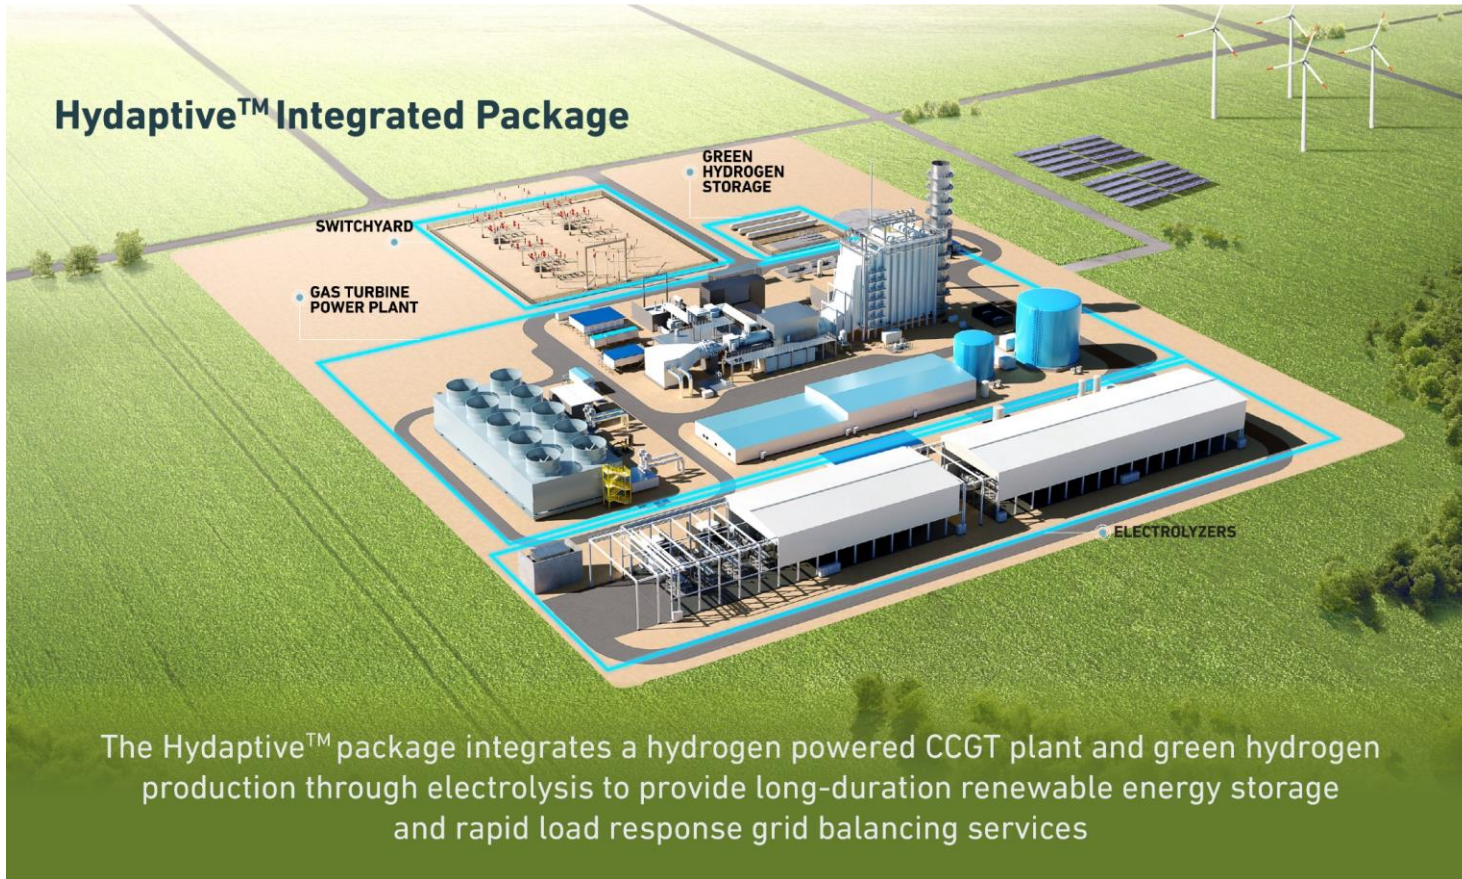 Hydaptive™ Integrated Package
GREEN
HYDROGEN
STORAGE
SWITCHYARD
GAS TURBINE
POWER PLANT
ELECTROLYZERS
The Hydaptive™ package integrates a hydrogen powered CCGT plant and green hydrogen
production through electrolysis to provide long-duration renewable energy storage
and rapid load response grid balancing services